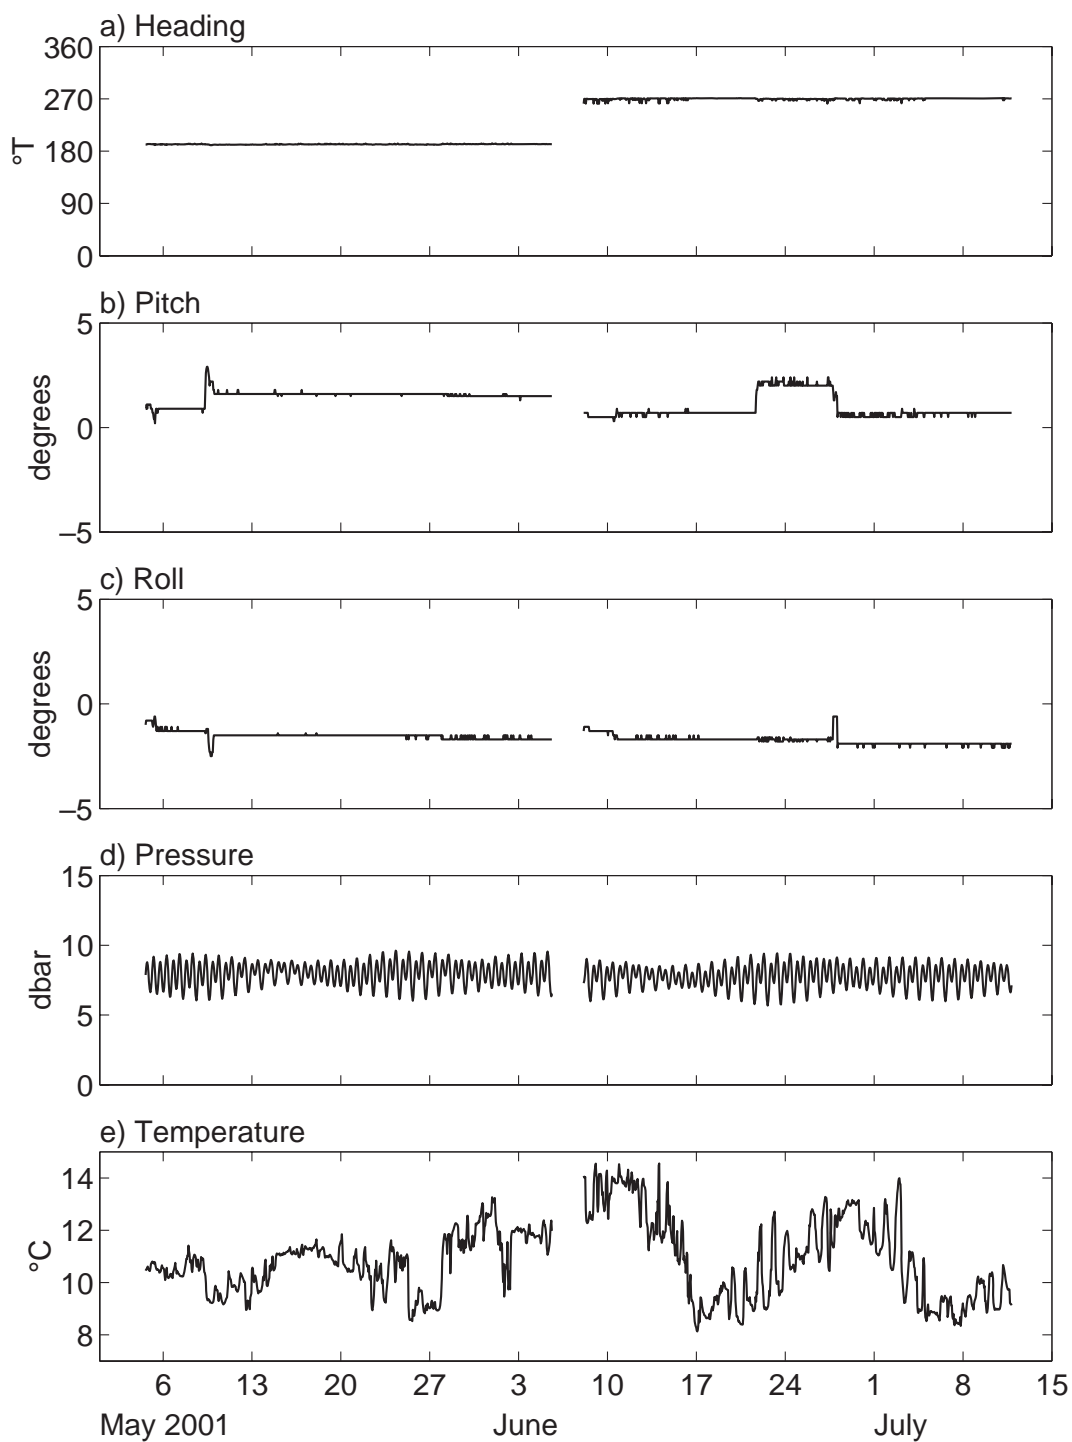 a) Heading
360
270
180
90
0
°T
b) Pitch
5
0
–5
degrees
c) Roll
5
0
–5
degrees
d) Pressure
15
10
5
0
dbar
e) Temperature
14
12
10
8
°C
6 13 20 27 3 10 17 24 1 8 15
May 2001 June July